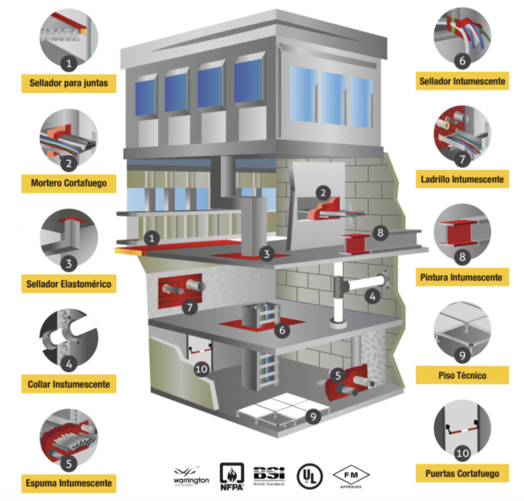 1
Sellador para juntas
2
Mortero Cortafuego
3
Sellador Elastomérico
4
Collar Instumescente
5
Espuma Intumescente
6
Sellador Intumescente
7
Ladrillo Intumescente
8
Pintura Intumescente
9
Piso Técnico
10
Puertas Cortafuego
1
2
3
8
4
7
6
10
5
9
warrington
NFPA
BSI
British Standards
UL
FM
APPROVED